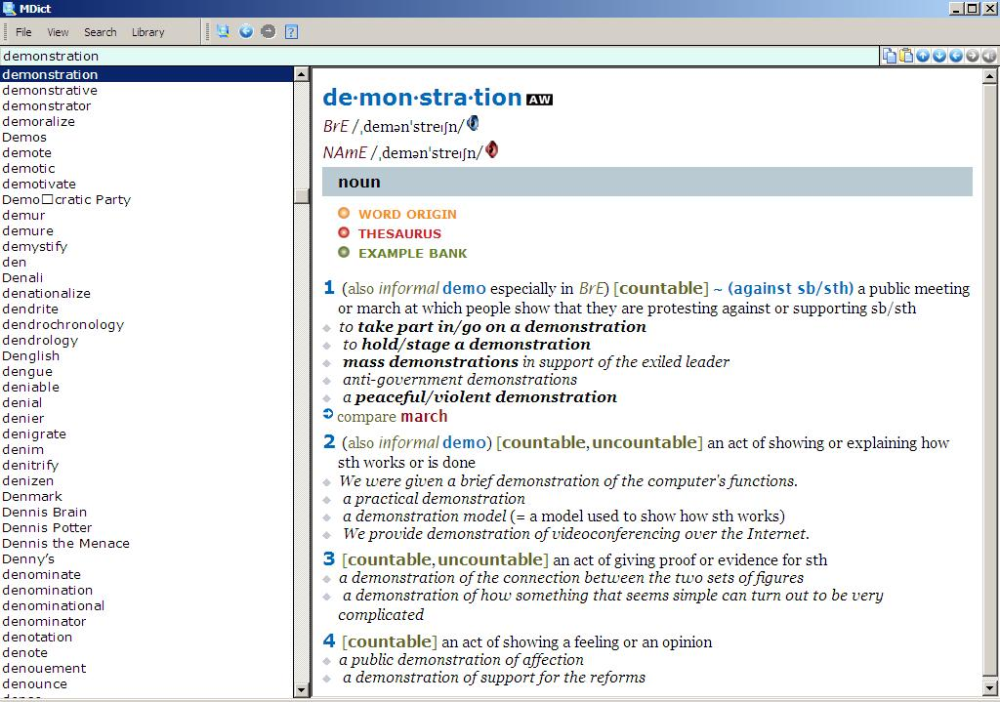 MDict
File View Search Library
demonstration
demonstration
demonstrative
demonstrator
demoralize
Demos
demote
demotic
demotivate
Demo□cratic Party
demur
demure
demystify
den
Denali
denationalize
dendrite
dendrochronology
dendrology
Denglish
dengue
deniable
denial
denier
denigrate
denim
denitrify
denizen
Denmark
Dennis Brain
Dennis Potter
Dennis the Menace
Denny’s
denominate
denomination
denominational
denominator
denotation
denote
denouement
denounce
de·mon·stra·tion AW
BrE /ˌdemənˈstreɪʃn/
NAmE /ˌdemənˈstreɪʃn/
noun
WORD ORIGIN
THESAURUS
EXAMPLE BANK
1 (also informal demo especially in BrE) [countable] ~ (against sb/sth) a public meeting
or march at which people show that they are protesting against or supporting sb/sth
to take part in/go on a demonstration
to hold/stage a demonstration
mass demonstrations in support of the exiled leader
anti-government demonstrations
a peaceful/violent demonstration
compare march
2 (also informal demo) [countable, uncountable] an act of showing or explaining how
sth works or is done
We were given a brief demonstration of the computer's functions.
a practical demonstration
a demonstration model (= a model used to show how sth works)
We provide demonstration of videoconferencing over the Internet.
3 [countable, uncountable] an act of giving proof or evidence for sth
a demonstration of the connection between the two sets of figures
a demonstration of how something that seems simple can turn out to be very
complicated
4 [countable] an act of showing a feeling or an opinion
a public demonstration of affection
a demonstration of support for the reforms